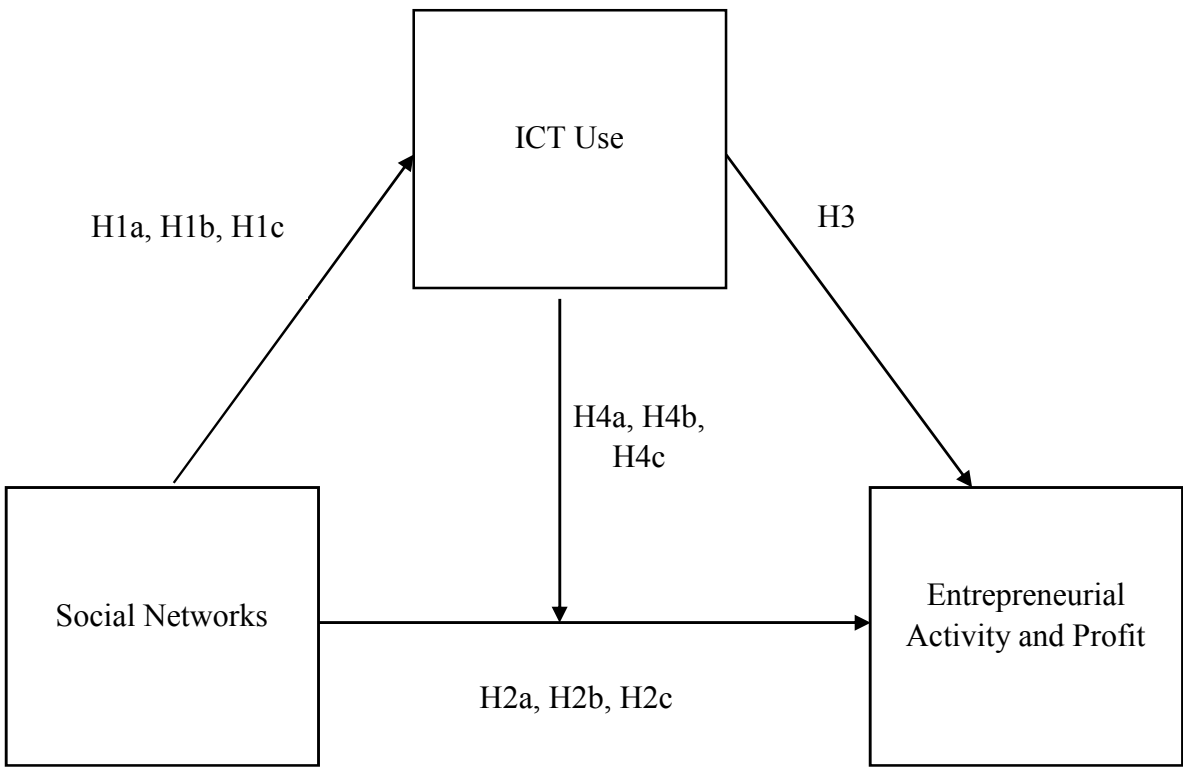 ICT Use
H1a, H1b, H1c
H3
H4a, H4b,
H4c
Social Networks
Entrepreneurial
Activity and Profit
H2a, H2b, H2c